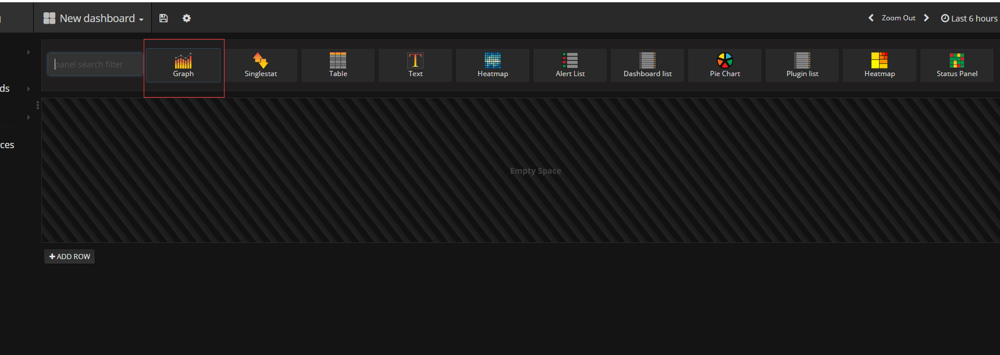 New dashboard
Zoom Out
Last 6 hours
panel search filter
Graph
Singlestat
Table
Text
Heatmap
Alert List
Dashboard list
Pie Chart
Plugin list
Heatmap
Status Panel
ds
ces
Empty Space
ADD ROW